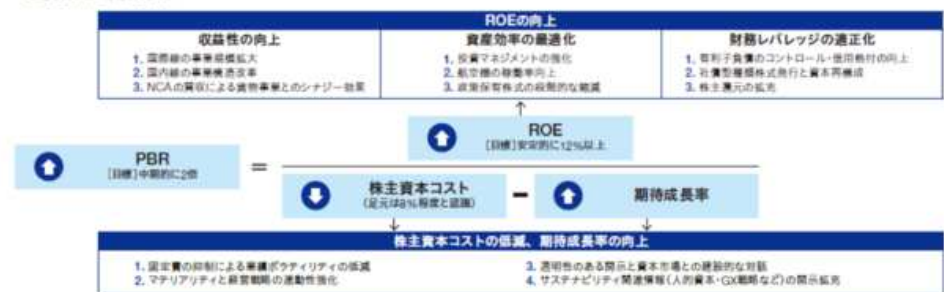 ROEの向上
収益性の向上
1. 国際線の事業規模拡大
2. 国内線の事業構造改革
3. NCAの買収による貨物事業とのシナジー効果
資産効率の最適化
1. 投資マネジメントの強化
2. 航空機の稼働率向上
3. 政策保有株式の段階的な縮減
財務レバレッジの適正化
1. 有利子負債のコントロール・信用格付の向上
2. 社債型種類株式発行と資本再構成
3. 株主還元の拡充
ROE
[目標]安定的に12%以上
PBR
[目標]中期的に2倍
=
株主資本コスト
(足元は8%程度と認識)
-
期待成長率
株主資本コストの低減、期待成長率の向上
1. 固定費の抑制による業績ボラティリティの低減
2. マテリアリティと経営戦略の連動性強化
3. 透明性のある開示と資本市場との建設的な対話
4. サステナビリティ関連情報(人的資本・GX戦略など)の開示拡充